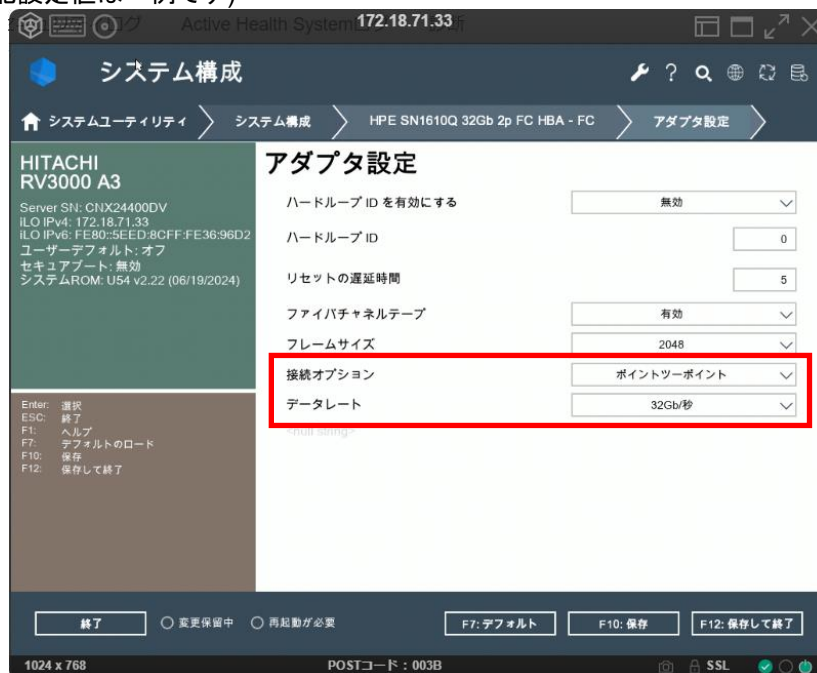 172.18.71.33
システム構成
システムユーティリティ
システム構成
HPE SN1610Q 32Gb 2p FC HBA - FC
アダプタ設定
HITACHI
RV3000 A3
Server SN: CNX24400DV
iLO IPv4: 172.18.71.33
iLO IPv6: FE80::5EED:8CFF:FE36:96D2
ユーザーデフォルト: オフ
セキュアブート: 無効
システムROM: U54 v2.22 (06/19/2024)
Enter: 選択
ESC: 終了
F1: ヘルプ
F7: デフォルトのロード
F10: 保存
F12: 保存して終了
アダプタ設定
ハードループ ID を有効にする 無効
ハードループ ID 0
リセットの遅延時間 5
ファイバチャネルテープ 有効
フレームサイズ 2048
接続オプション ポイントツーポイント
データレート 32Gb/秒
<null string>
終了 変更保留中 再起動が必要 F7: デフォルト F10: 保存 F12: 保存して終了
1024 x 768 POSTコード : 003B SSL